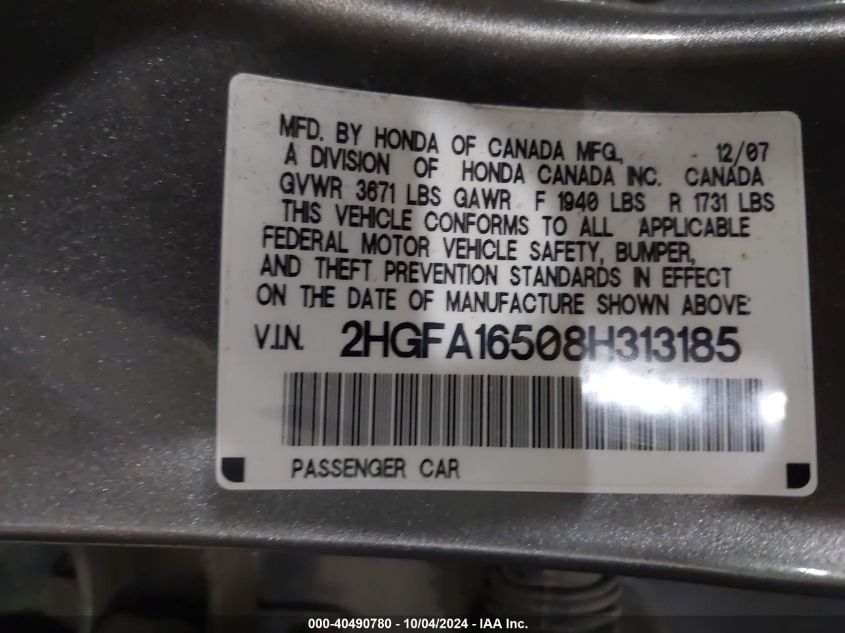 MFD. BY HONDA OF CANADA MFG., 12/07
A DIVISION OF HONDA CANADA INC. CANADA
GVWR 3671 LBS GAWR F 1940 LBS R 1731 LBS
THIS VEHICLE CONFORMS TO ALL APPLICABLE
FEDERAL MOTOR VEHICLE SAFETY, BUMPER,
AND THEFT PREVENTION STANDARDS IN EFFECT
ON THE DATE OF MANUFACTURE SHOWN ABOVE.
V.I.N. 2HGFA16508H313185
PASSENGER CAR
000-40490780 - 10/04/2024 - IAA Inc.